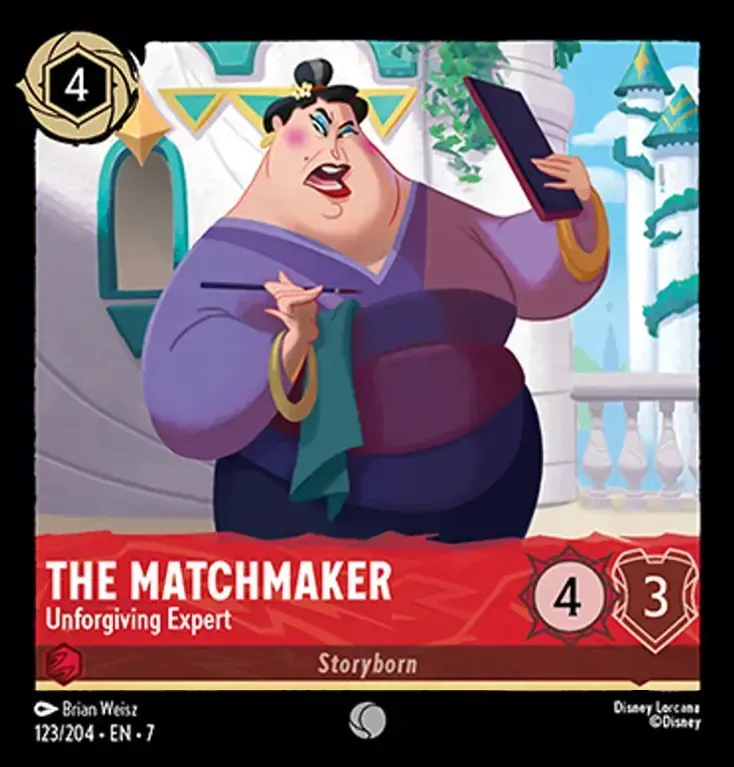 4
THE MATCHMAKER
Unforgiving Expert
4 3
Storyborn
Brian Weisz
123/204 • EN • 7
Disney Lorcana
©Disney